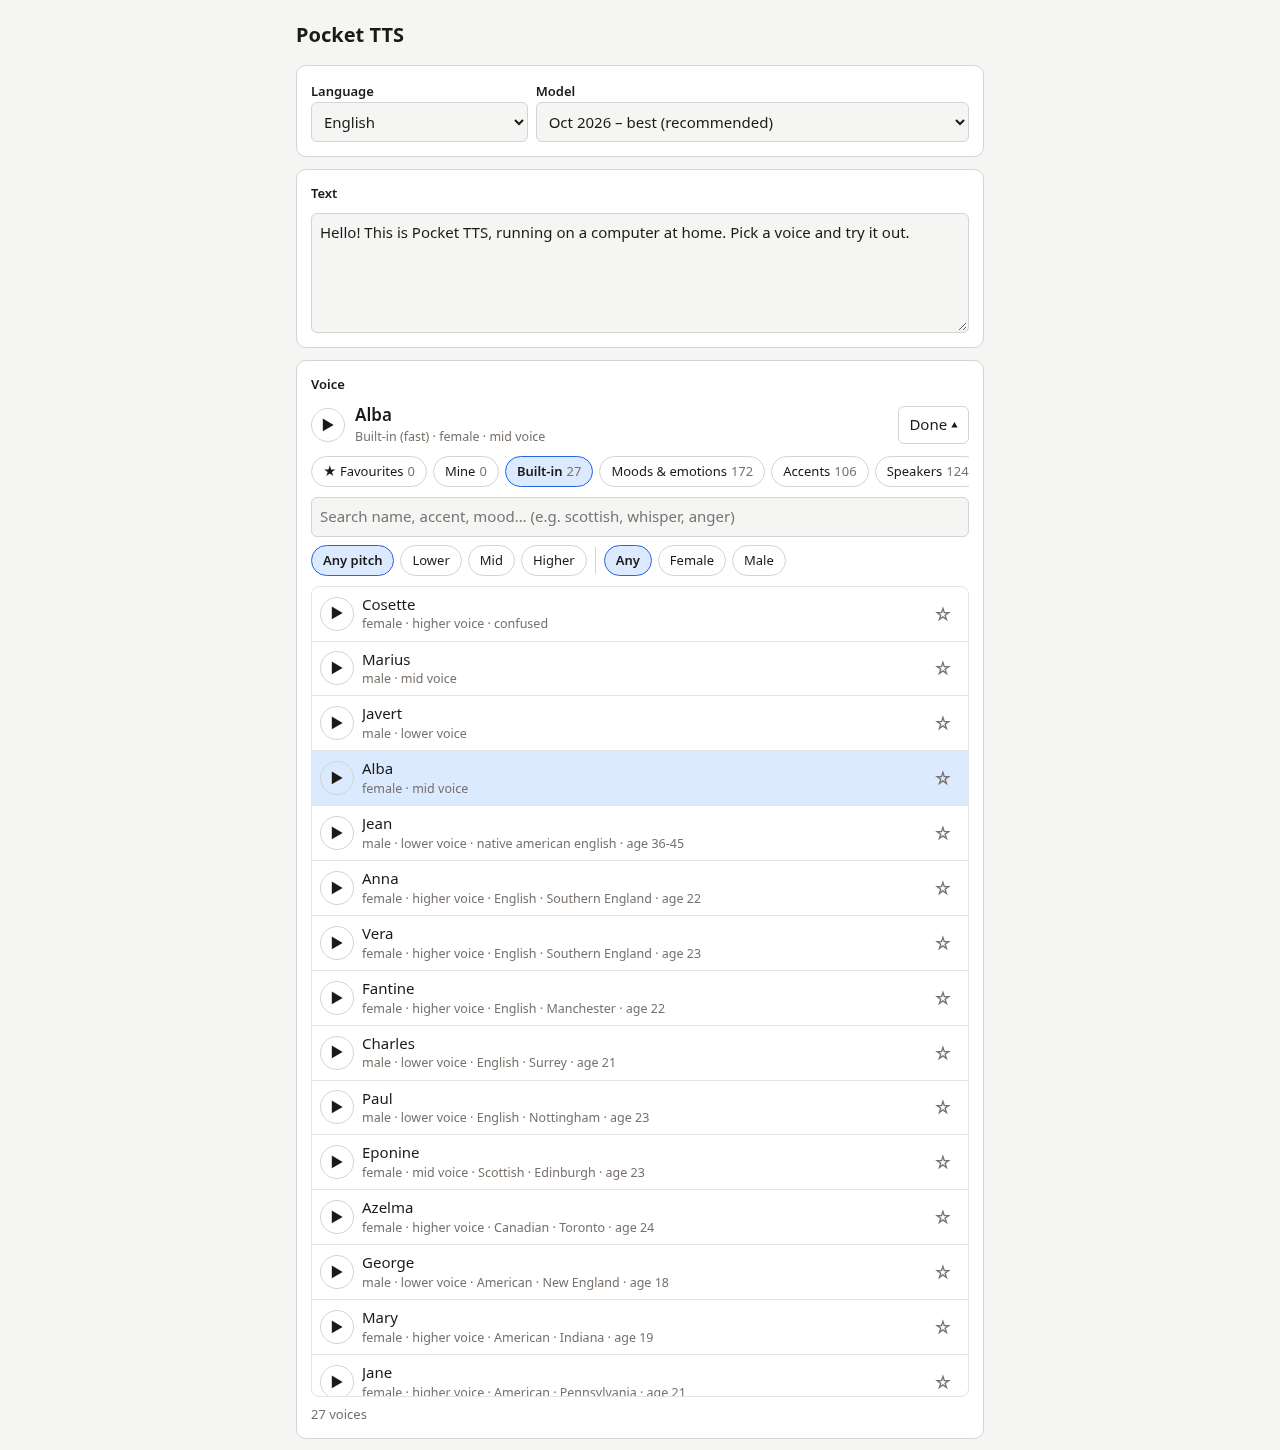 Pocket TTS
Language
Model
English
Oct 2026 – best (recommended)
Text
Hello! This is Pocket TTS, running on a computer at home. Pick a voice and try it out.
Voice
Alba
Built-in (fast) · female · mid voice
Done ▴
★ Favourites 0 Mine 0 Built-in 27 Moods & emotions 172 Accents 106 Speakers 124
Search name, accent, mood… (e.g. scottish, whisper, anger)
Any pitch Lower Mid Higher Any Female Male
Cosette
female · higher voice · confused
Marius
male · mid voice
Javert
male · lower voice
Alba
female · mid voice
Jean
male · lower voice · native american english · age 36-45
Anna
female · higher voice · English · Southern England · age 22
Vera
female · higher voice · English · Southern England · age 23
Fantine
female · higher voice · English · Manchester · age 22
Charles
male · lower voice · English · Surrey · age 21
Paul
male · lower voice · English · Nottingham · age 23
Eponine
female · mid voice · Scottish · Edinburgh · age 23
Azelma
female · higher voice · Canadian · Toronto · age 24
George
male · lower voice · American · New England · age 18
Mary
female · higher voice · American · Indiana · age 19
Jane
female · higher voice · American · Pennsylvania · age 21
27 voices